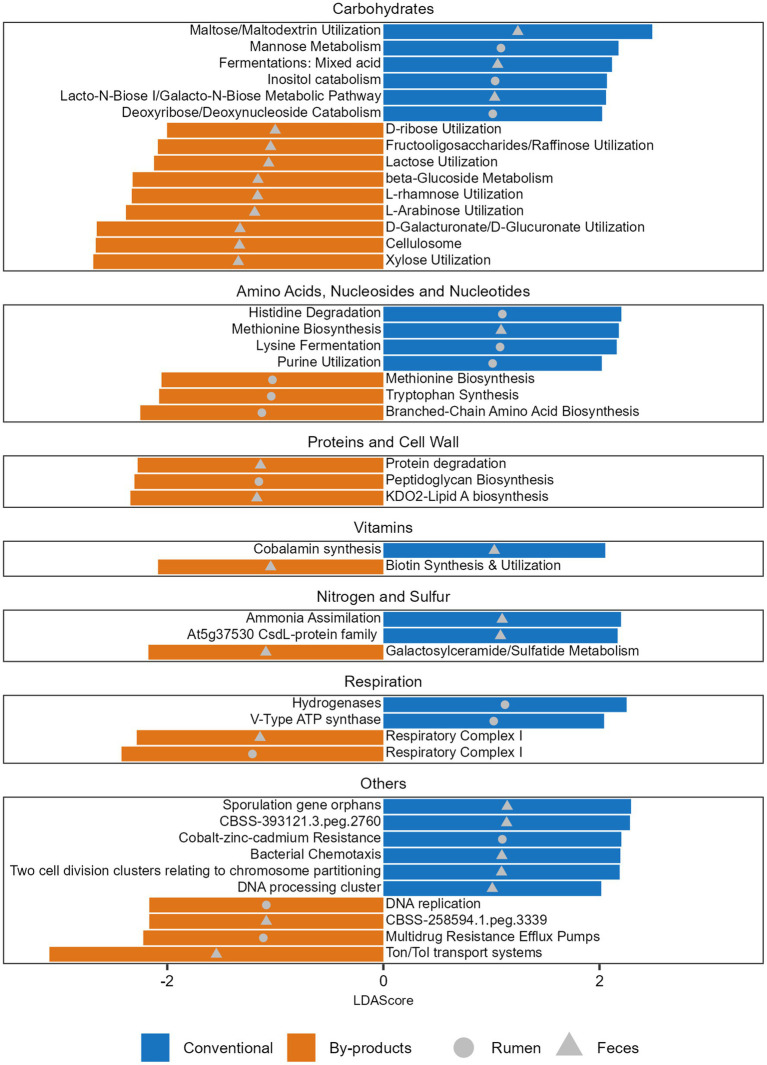 Carbohydrates
Maltose/Maltodextrin Utilization
Mannose Metabolism
Fermentations: Mixed acid
Inositol catabolism
Lacto-N-Biose I/Galacto-N-Biose Metabolic Pathway
Deoxyribose/Deoxynucleoside Catabolism
D-ribose Utilization
Fructooligosaccharides/Raffinose Utilization
Lactose Utilization
beta-Glucoside Metabolism
L-rhamnose Utilization
L-Arabinose Utilization
D-Galacturonate/D-Glucuronate Utilization
Cellulosome
Xylose Utilization
Amino Acids, Nucleosides and Nucleotides
Histidine Degradation
Methionine Biosynthesis
Lysine Fermentation
Purine Utilization
Methionine Biosynthesis
Tryptophan Synthesis
Branched-Chain Amino Acid Biosynthesis
Proteins and Cell Wall
Protein degradation
Peptidoglycan Biosynthesis
KDO2-Lipid A biosynthesis
Vitamins
Cobalamin synthesis
Biotin Synthesis & Utilization
Nitrogen and Sulfur
Ammonia Assimilation
At5g37530 CsdL-protein family
Galactosylceramide/Sulfatide Metabolism
Respiration
Hydrogenases
V-Type ATP synthase
Respiratory Complex I
Respiratory Complex I
Others
Sporulation gene orphans
CBSS-393121.3.peg.2760
Cobalt-zinc-cadmium Resistance
Bacterial Chemotaxis
Two cell division clusters relating to chromosome partitioning
DNA processing cluster
DNA replication
CBSS-258594.1.peg.3339
Multidrug Resistance Efflux Pumps
Ton/Tol transport systems
-2 0 2
LDAScore
Conventional By-products Rumen Feces